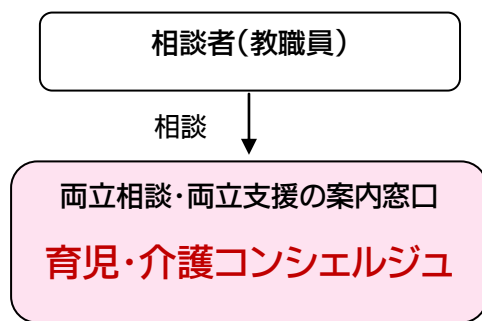 相談者(教職員)
相談
両立相談・両立支援の案内窓口
育児・介護コンシェルジュ